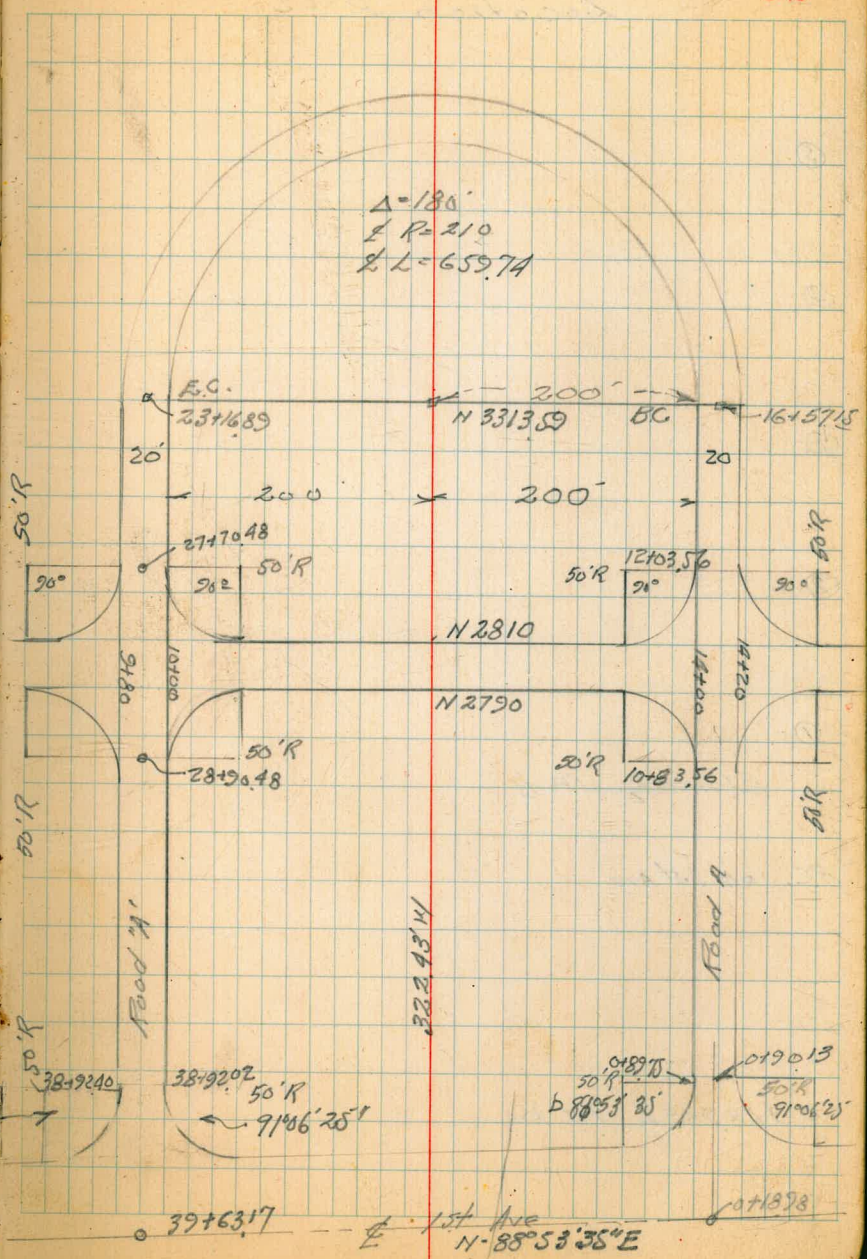 Δ=180°
℄ R=210
℄ L=659.74
E.C.
23+16.89
200'
N 3313.59
BC
16+57.15
20'
20
200
200'
50'R
50'R
27+70.48
50'R
50'R
12+03.56
90°
90°
90°
90°
N 2810
9+80
10+00
14+00
14+20
N 2790
50'R
28+90.48
50'R
10+83.56
50'R
50'R
Road "A"
Road A
50'R
38+92.40
38+92.02
50'R
91°06'25"
0+89.75
50'R
53' 35"
0+90.13
50'R
91°06'25
0+18.98
39+63.17
℄ 1st Ave
N-88°53'35"E